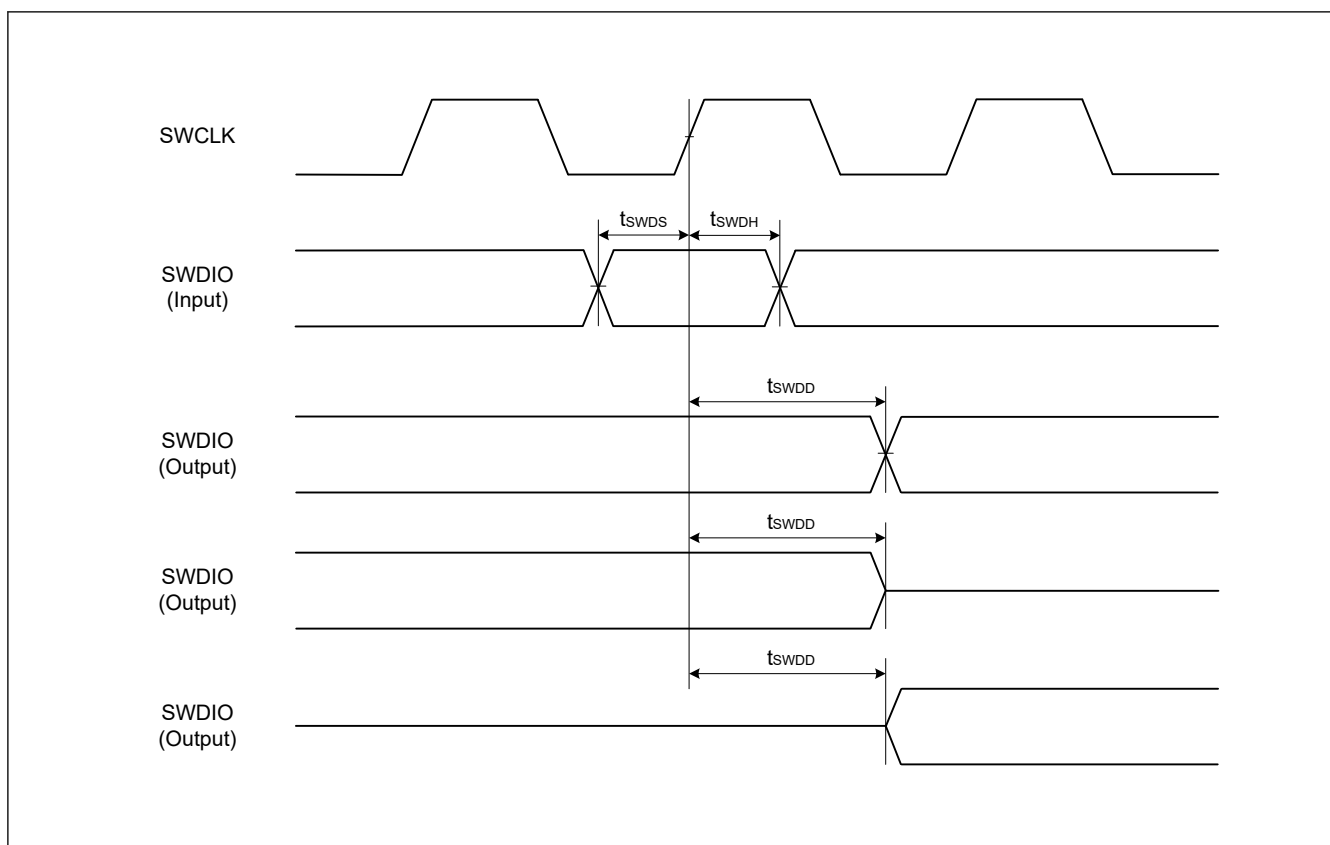 SWCLK
tSWDS
tSWDH
SWDIO
(Input)
tSWDD
SWDIO
(Output)
tSWDD
SWDIO
(Output)
tSWDD
SWDIO
(Output)